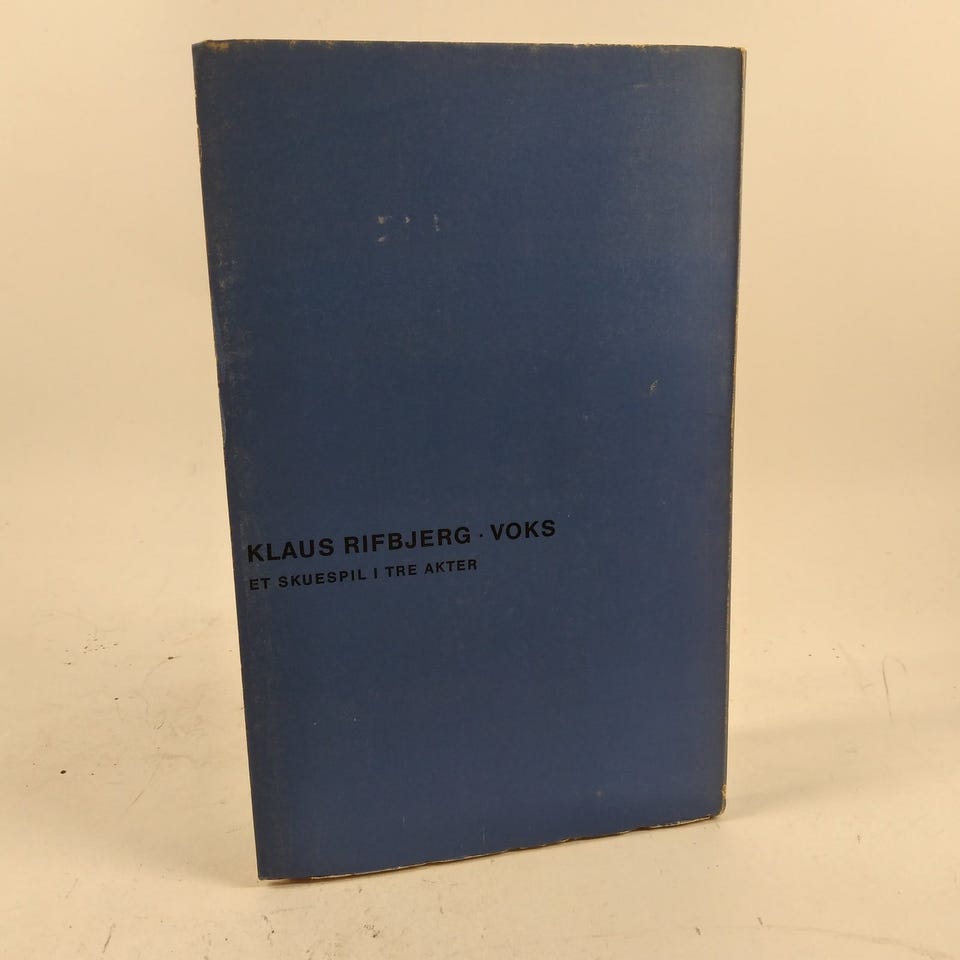 KLAUS RIFBJERG · VOKS
ET SKUESPIL I TRE AKTER